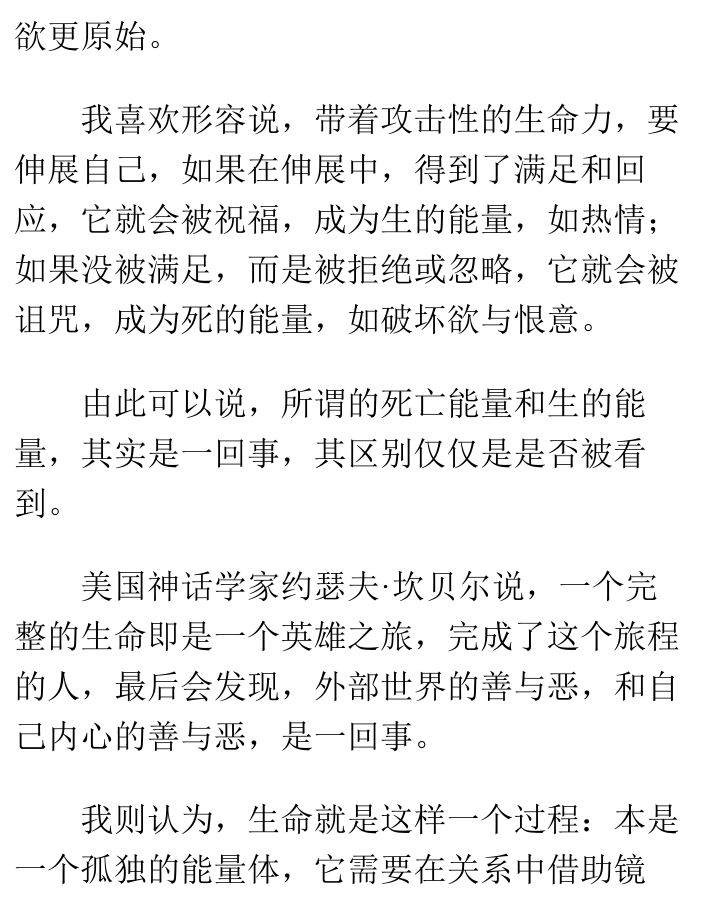 欲更原始。
我喜欢形容说，带着攻击性的生命力，要
伸展自己，如果在伸展中，得到了满足和回
应，它就会被祝福，成为生的能量，如热情；
如果没被满足，而是被拒绝或忽略，它就会被
诅咒，成为死的能量，如破坏欲与恨意。
由此可以说，所谓的死亡能量和生的能
量，其实是一回事，其区别仅仅是是否被看
到。
美国神话学家约瑟夫·坎贝尔说，一个完
整的生命即是一个英雄之旅，完成了这个旅程
的人，最后会发现，外部世界的善与恶，和自
己内心的善与恶，是一回事。
我则认为，生命就是这样一个过程：本是
一个孤独的能量体，它需要在关系中借助镜